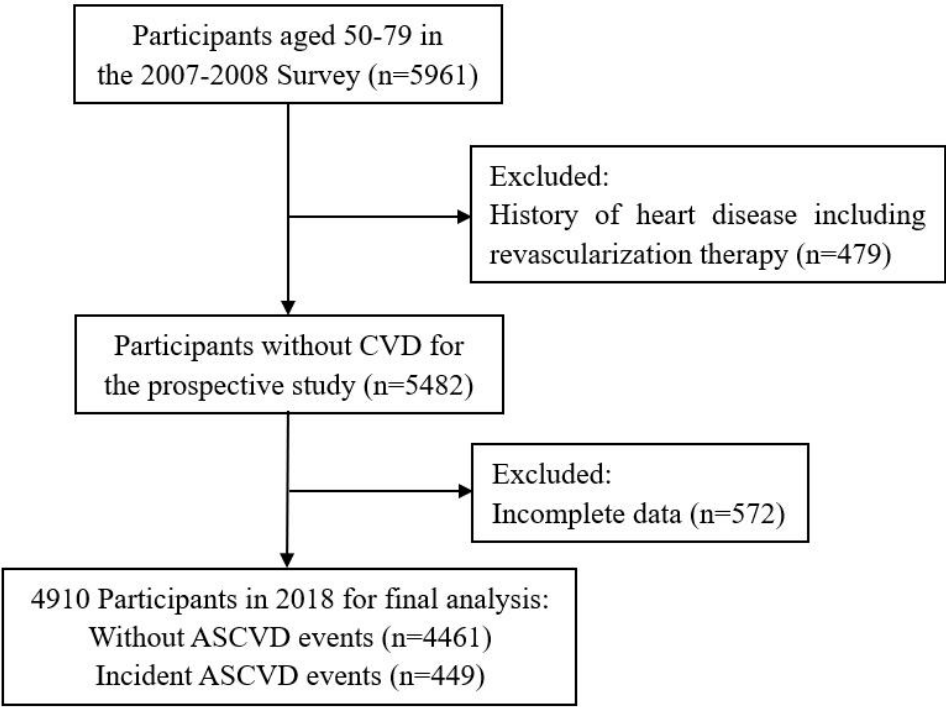 Participants aged 50-79 in
the 2007-2008 Survey (n=5961)
Excluded:
History of heart disease including
revascularization therapy (n=479)
Participants without CVD for
the prospective study (n=5482)
Excluded:
Incomplete data (n=572)
4910 Participants in 2018 for final analysis:
Without ASCVD events (n=4461)
Incident ASCVD events (n=449)